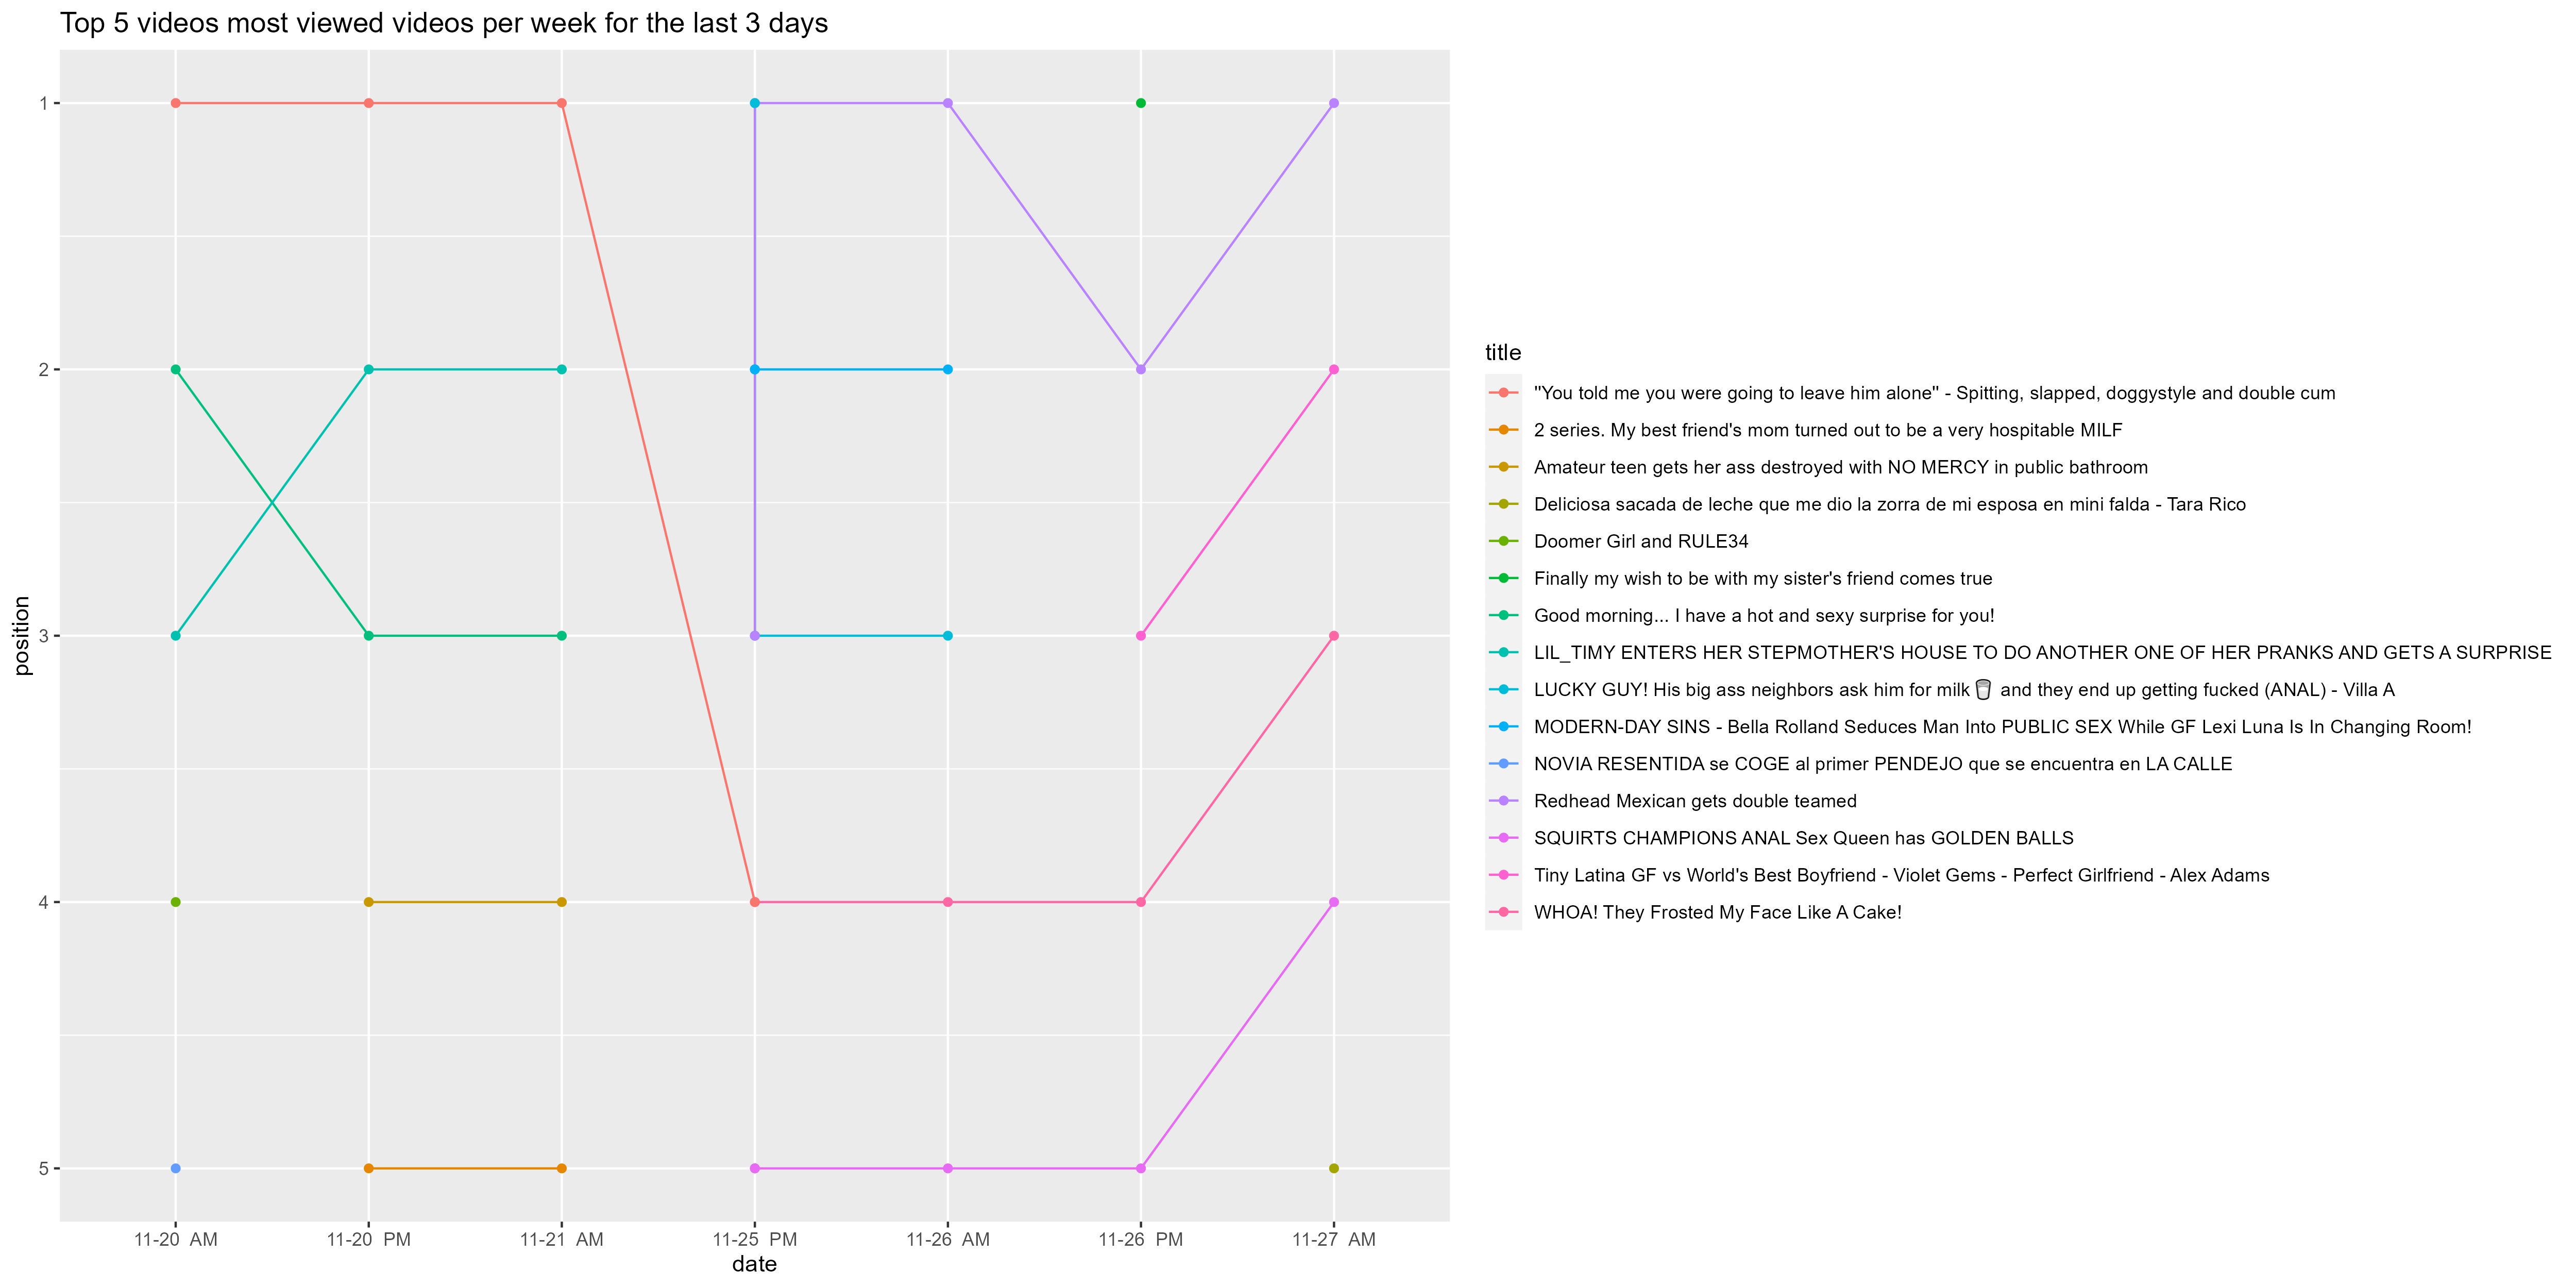 Top 5 videos most viewed videos per week for the last 3 days
position
1
2
3
4
5
11-20 AM
11-20 PM
11-21 AM
11-25 PM
11-26 AM
11-26 PM
11-27 AM
date
title
"You told me you were going to leave him alone" - Spitting, slapped, doggystyle and double cum
2 series. My best friend's mom turned out to be a very hospitable MILF
Amateur teen gets her ass destroyed with NO MERCY in public bathroom
Deliciosa sacada de leche que me dio la zorra de mi esposa en mini falda - Tara Rico
Doomer Girl and RULE34
Finally my wish to be with my sister's friend comes true
Good morning... I have a hot and sexy surprise for you!
LIL_TIMY ENTERS HER STEPMOTHER'S HOUSE TO DO ANOTHER ONE OF HER PRANKS AND GETS A SURPRISE
LUCKY GUY! His big ass neighbors ask him for milk 🥛 and they end up getting fucked (ANAL) - Villa A
MODERN-DAY SINS - Bella Rolland Seduces Man Into PUBLIC SEX While GF Lexi Luna Is In Changing Room!
NOVIA RESENTIDA se COGE al primer PENDEJO que se encuentra en LA CALLE
Redhead Mexican gets double teamed
SQUIRTS CHAMPIONS ANAL Sex Queen has GOLDEN BALLS
Tiny Latina GF vs World's Best Boyfriend - Violet Gems - Perfect Girlfriend - Alex Adams
WHOA! They Frosted My Face Like A Cake!